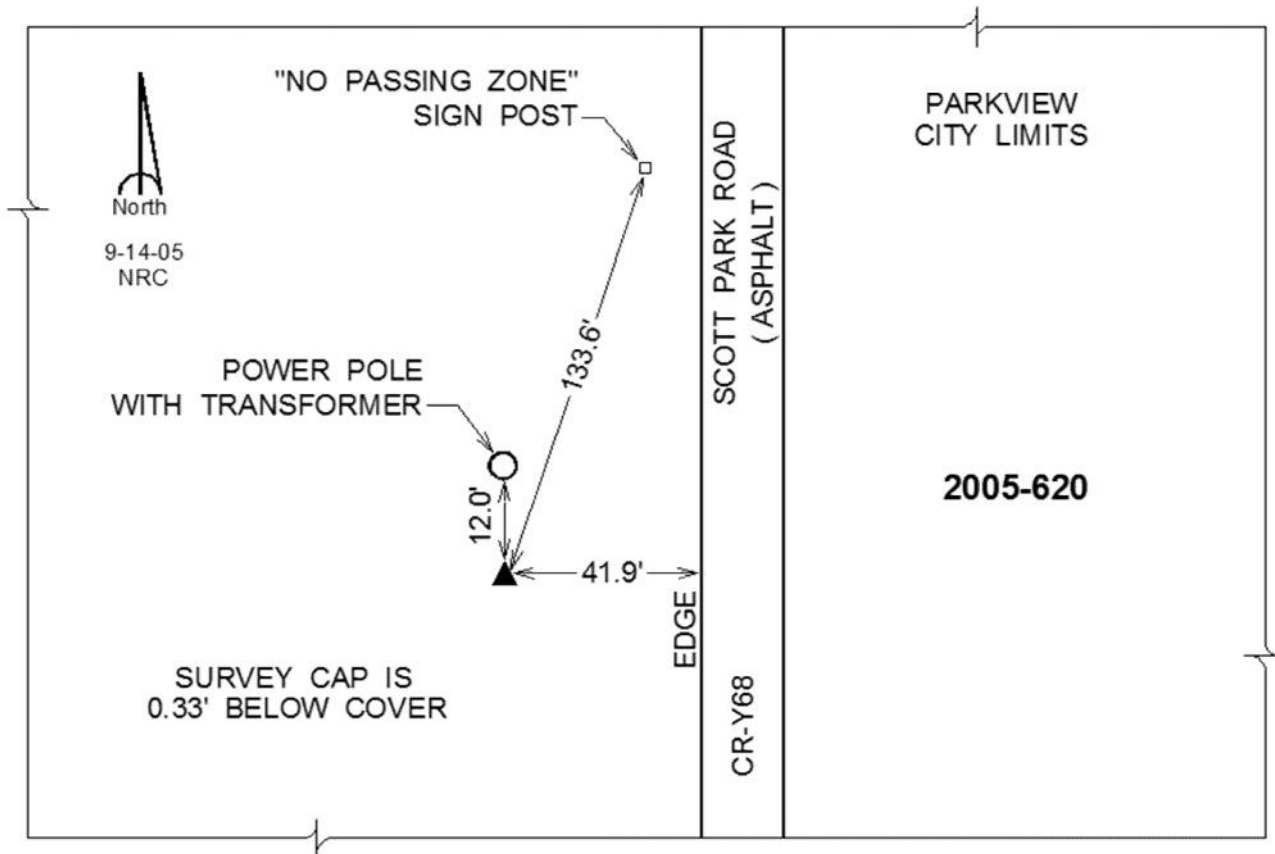 "NO PASSING ZONE"
SIGN POST
PARKVIEW
CITY LIMITS
North
9-14-05
NRC
SCOTT PARK ROAD
(ASPHALT)
133.6'
POWER POLE
WITH TRANSFORMER
12.0'
2005-620
41.9'
EDGE
SURVEY CAP IS
0.33' BELOW COVER
CR-Y68